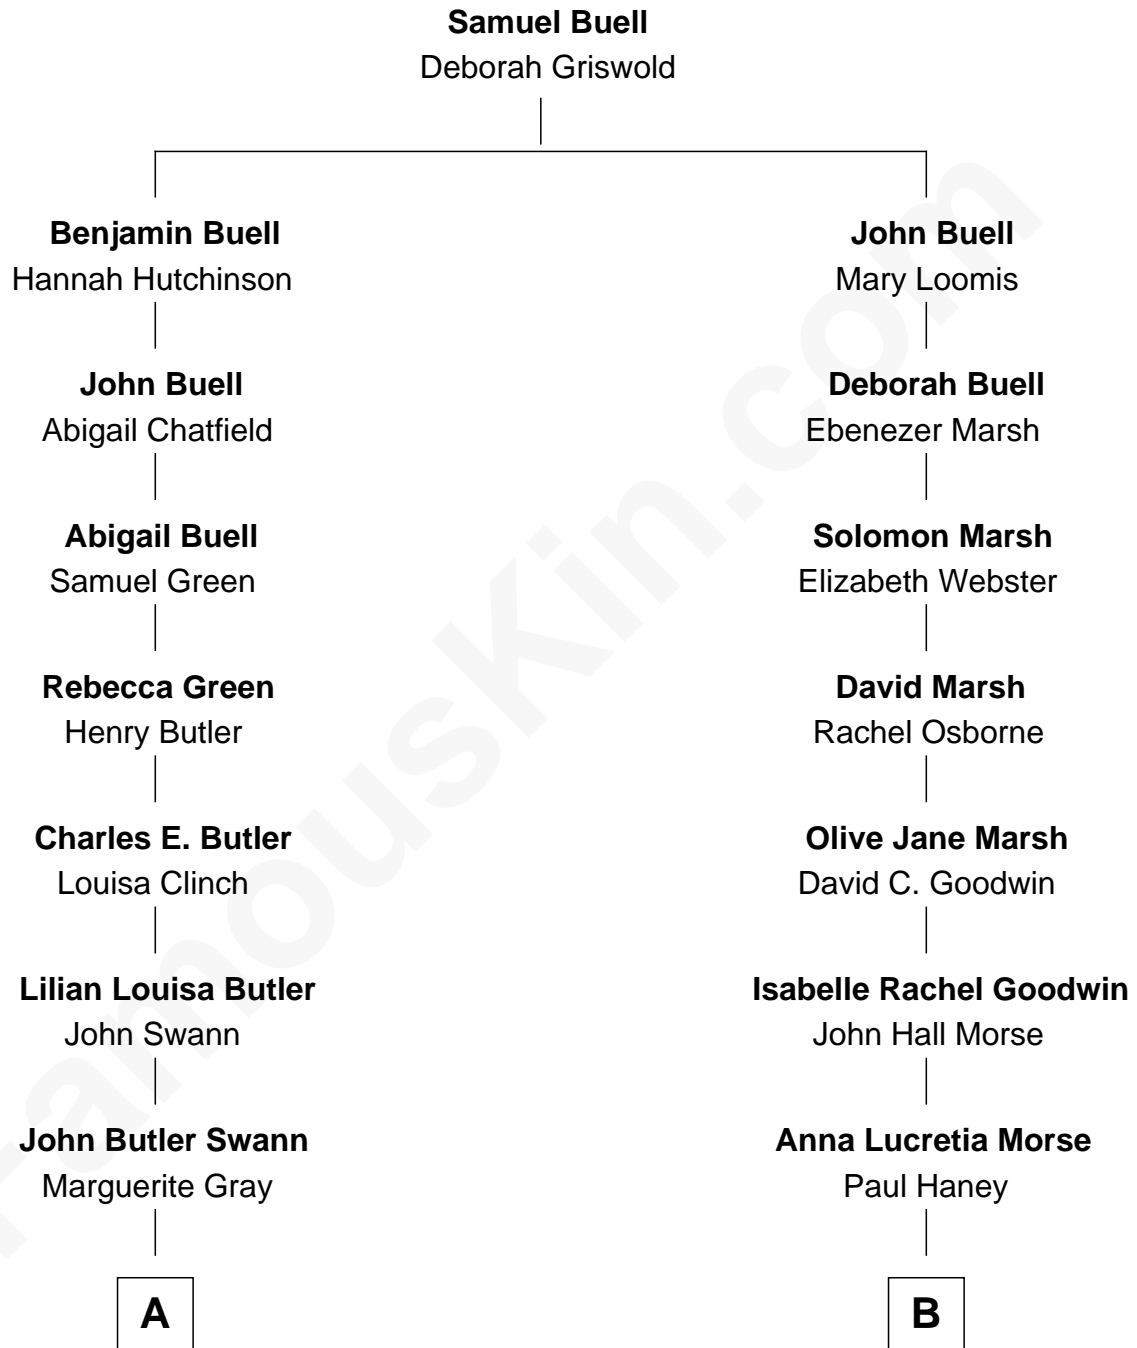 Samuel Buell
Deborah Griswold
Benjamin Buell
Hannah Hutchinson
John Buell
Mary Loomis
John Buell
Abigail Chatfield
Deborah Buell
Ebenezer Marsh
Abigail Buell
Samuel Green
Solomon Marsh
Elizabeth Webster
Rebecca Green
Henry Butler
David Marsh
Rachel Osborne
Charles E. Butler
Louisa Clinch
Olive Jane Marsh
David C. Goodwin
Lilian Louisa Butler
John Swann
Isabelle Rachel Goodwin
John Hall Morse
John Butler Swann
Marguerite Gray
Anna Lucretia Morse
Paul Haney
A
B
FamousKin.com